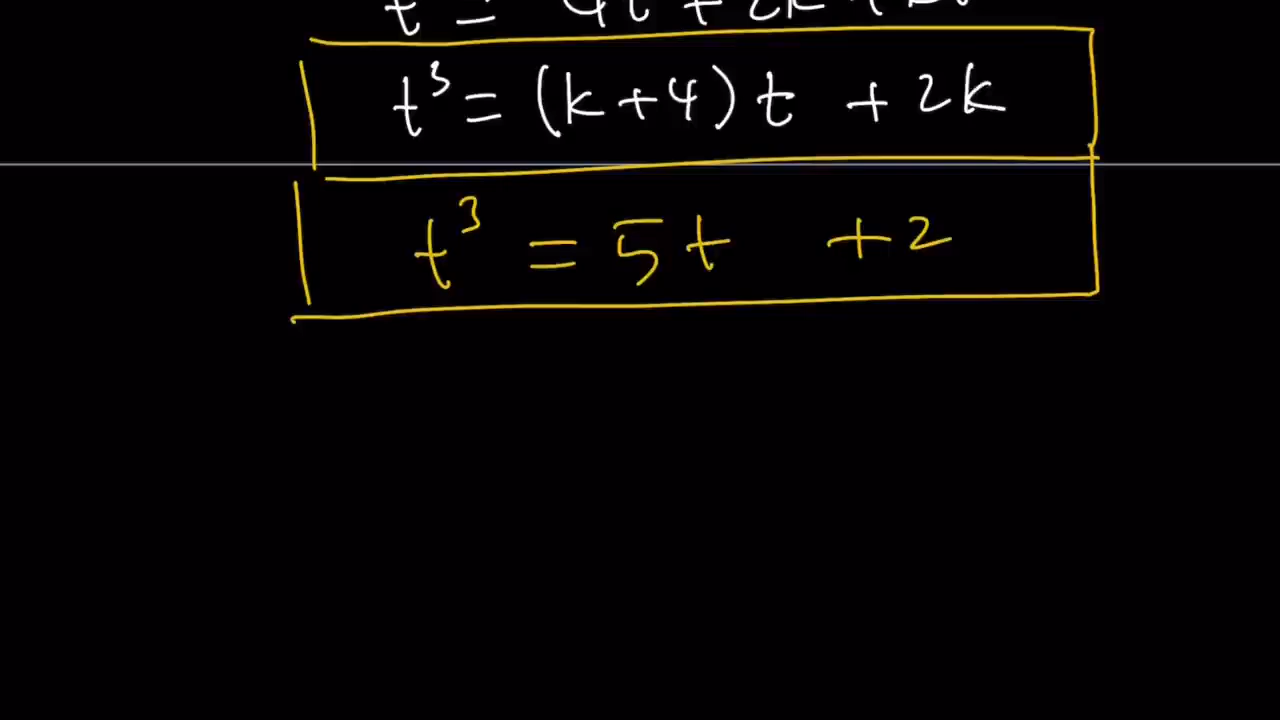 t³ = (k+4)t + 2k
t³ = 5t + 2